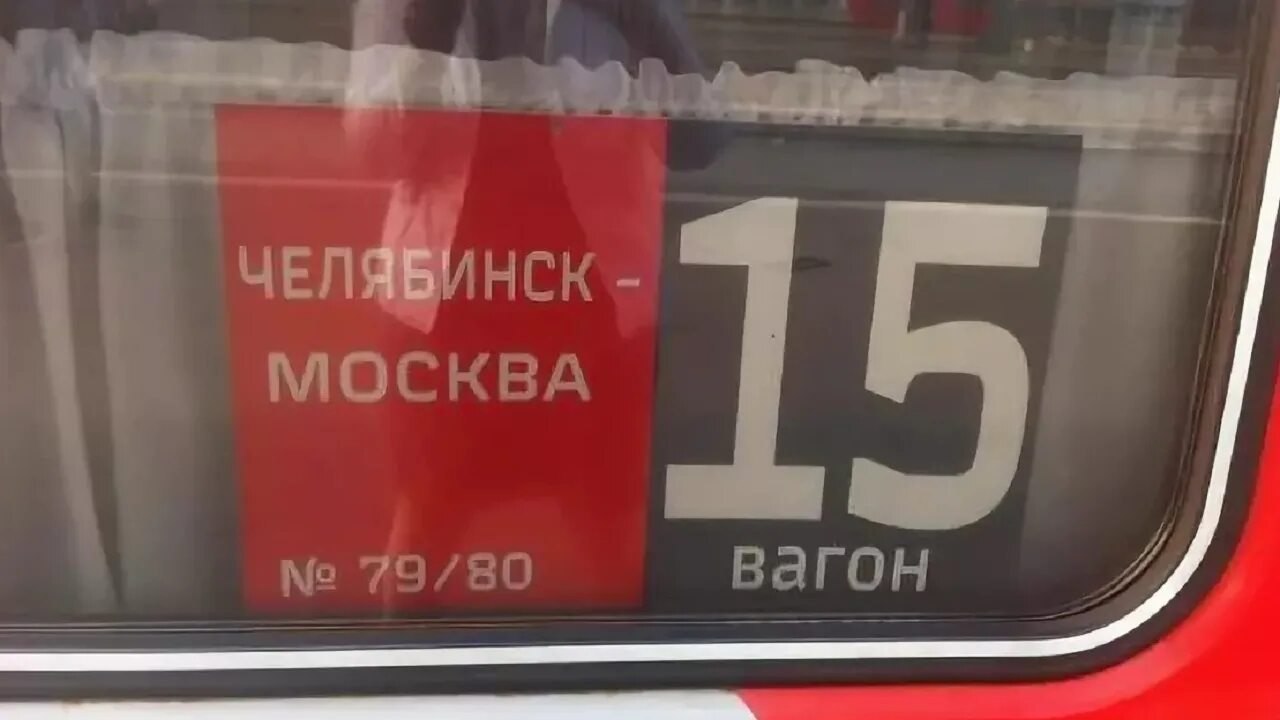 ЧЕЛЯБИНСК -
МОСКВА
№ 79/80
15
вагон